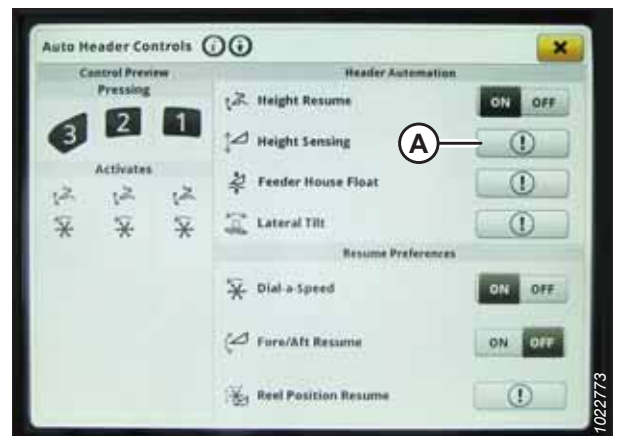 Auto Header Controls
Control Preview
Pressing
3 2 1
Activates
Header Automation
Height Resume ON OFF
Height Sensing
A
Feeder House Float
Lateral Tilt
Resume Preferences
Dial-a-Speed ON OFF
Fore/Aft Resume ON OFF
Reel Position Resume
1022773